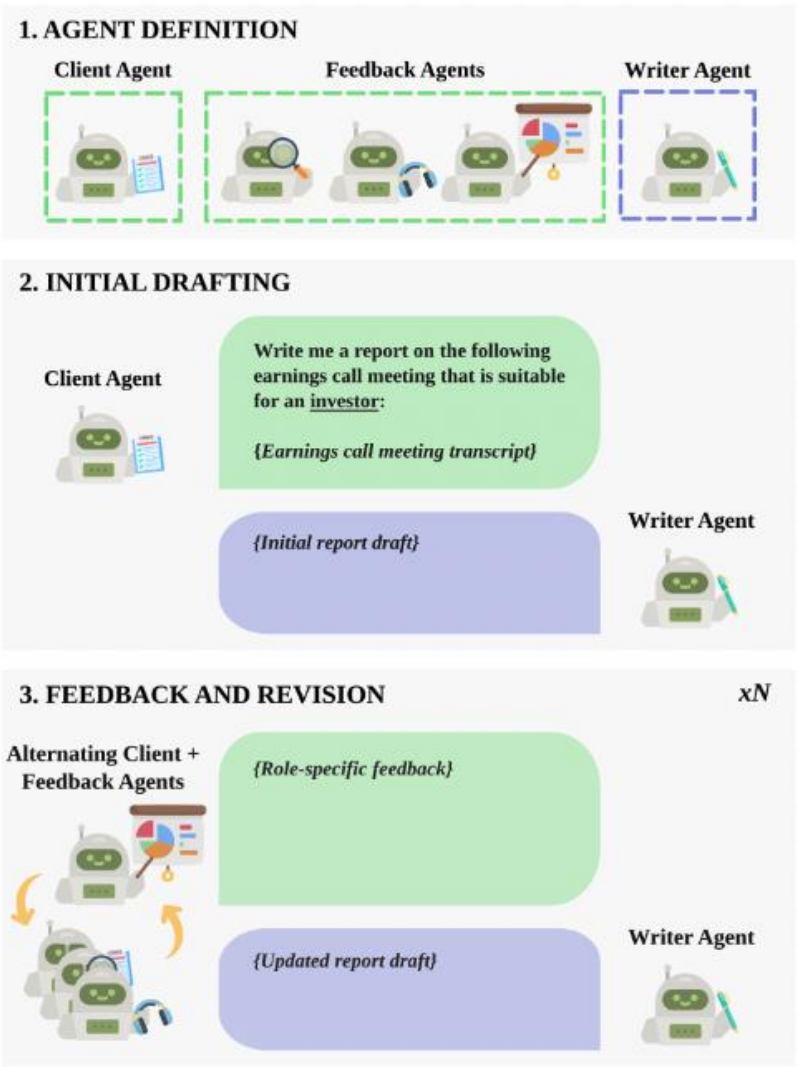 1. AGENT DEFINITION
Client Agent
Feedback Agents
Writer Agent
2. INITIAL DRAFTING
Client Agent
Write me a report on the following
earnings call meeting that is suitable
for an investor:
{Earnings call meeting transcript}
Writer Agent
{Initial report draft}
3. FEEDBACK AND REVISION
xN
Alternating Client +
Feedback Agents
{Role-specific feedback}
Writer Agent
{Updated report draft}